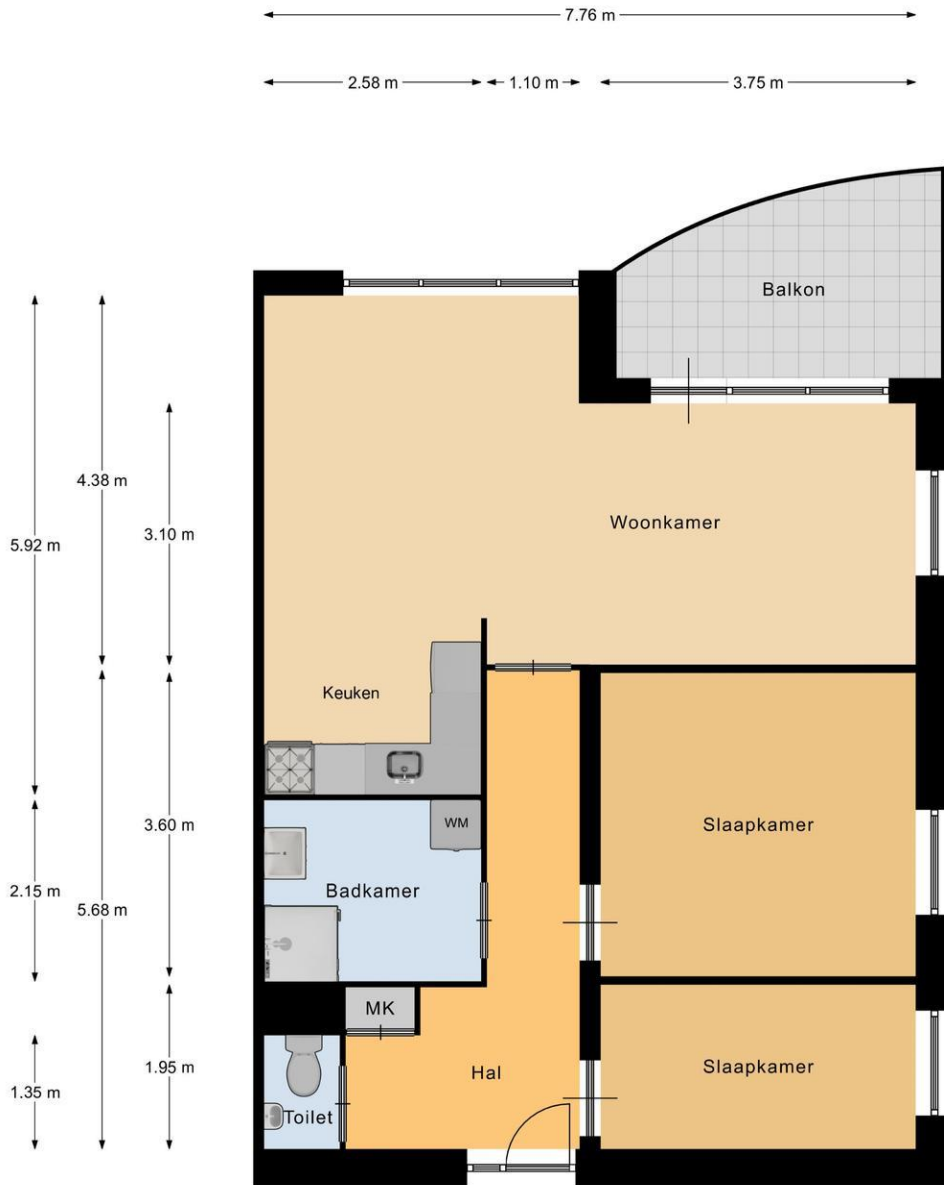 7.76 m
2.58 m
1.10 m
3.75 m
Balkon
4.38 m
3.10 m
5.92 m
Woonkamer
Keuken
WM
3.60 m
Slaapkamer
2.15 m
Badkamer
5.68 m
MK
1.95 m
Hal
Slaapkamer
1.35 m
Toilet